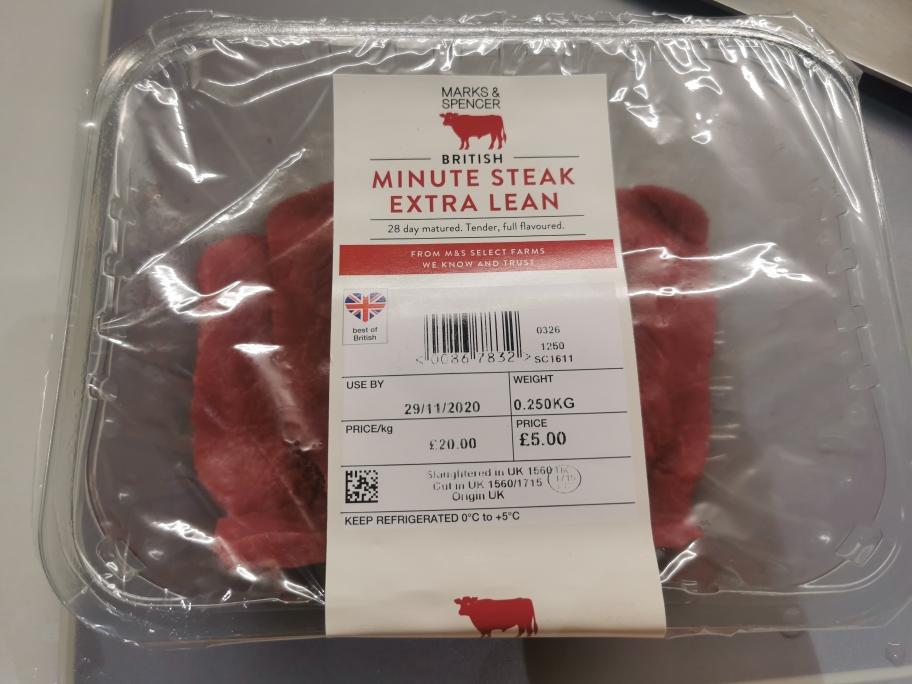 MARKS &
SPENCER
BRITISH
MINUTE STEAK
EXTRA LEAN
28 day matured. Tender, full flavoured.
FROM M&S SELECT FARMS
WE KNOW AND TRUST
best of
British
0326
1250
<00867832> SC1611
USE BY
29/11/2020
WEIGHT
0.250KG
PRICE/kg
£20.00
PRICE
£5.00
Slaughtered in UK 1560
Cut in UK 1560/1715
Origin UK
KEEP REFRIGERATED 0°C to +5°C